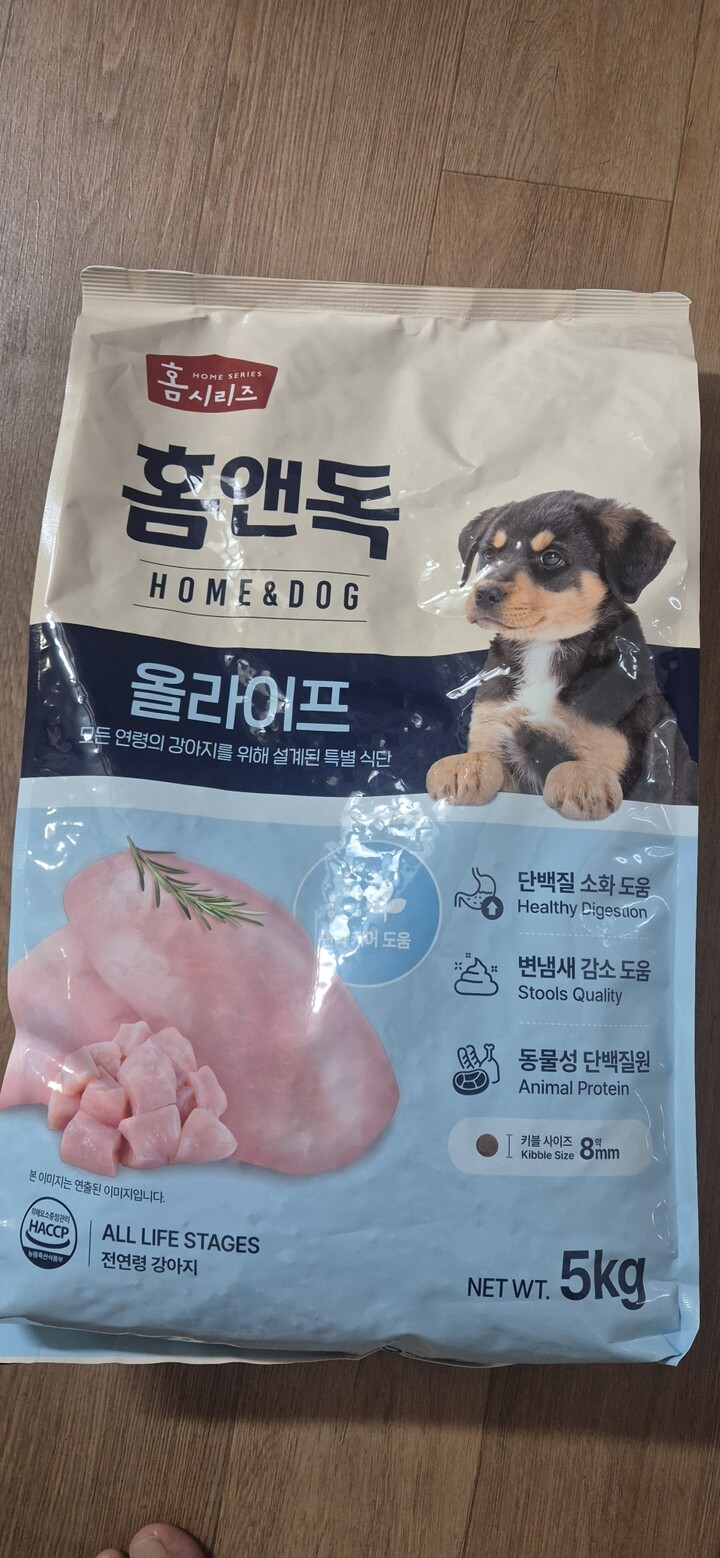 홈시리즈
HOME SERIES
홈앤독
HOME&DOG
올라이프
모든 연령의 강아지를 위해 설계된 특별 식단
도움
단백질 소화 도움
Healthy Digestion
변냄새 감소 도움
Stools Quality
동물성 단백질원
Animal Protein
키블 사이즈
Kibble Size
약
8mm
본 이미지는 연출된 이미지입니다.
HACCP
ALL LIFE STAGES
전연령 강아지
NET WT. 5kg